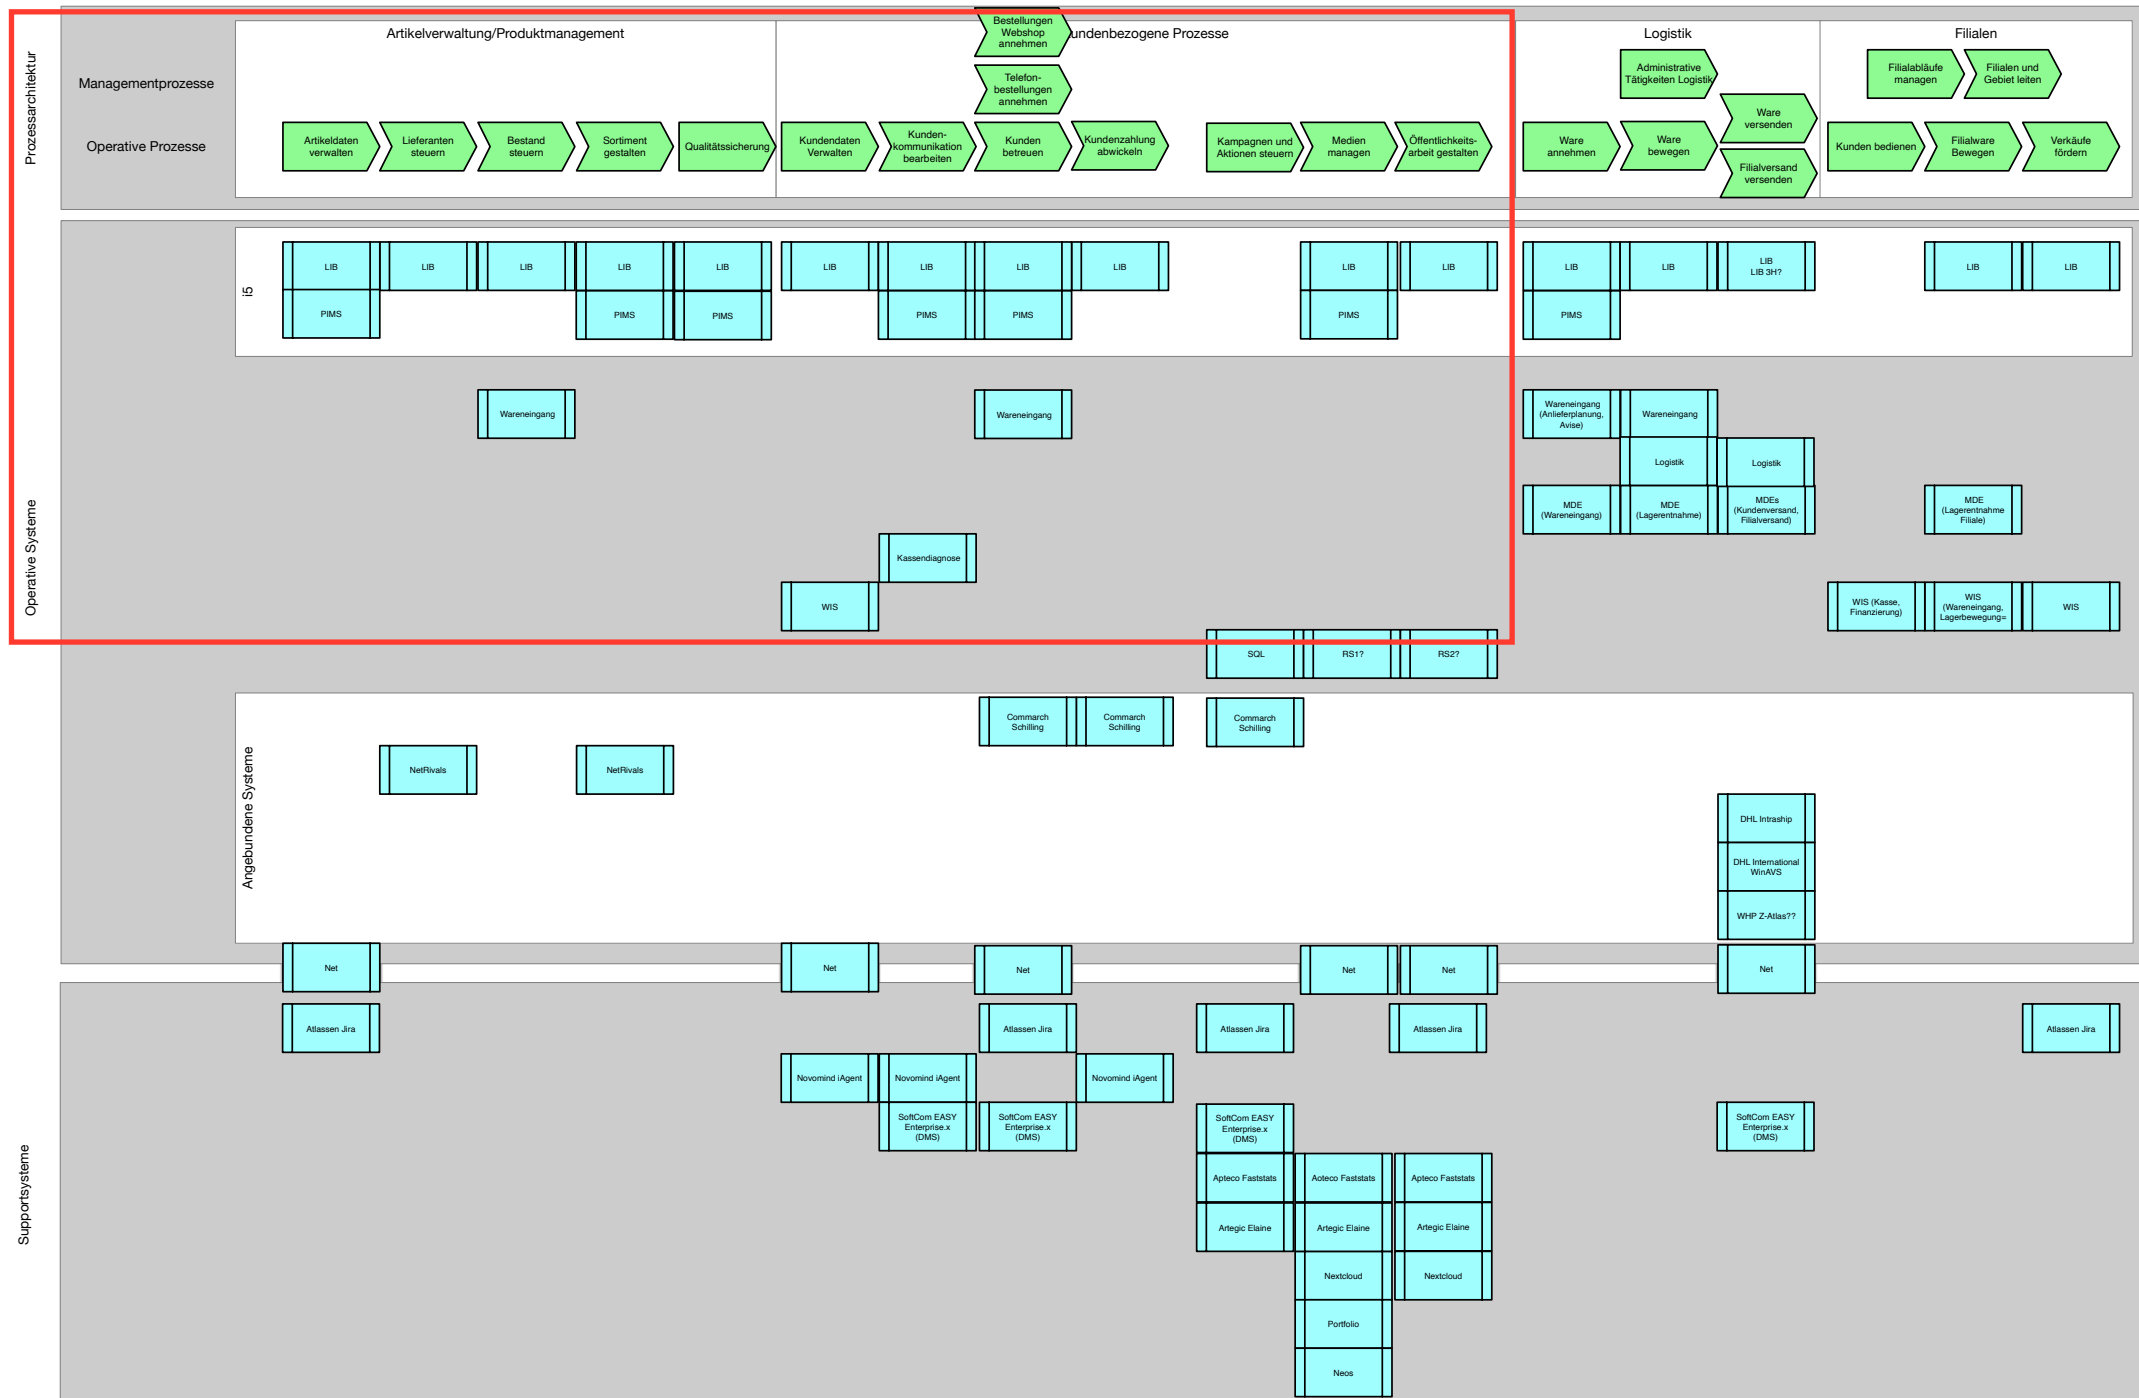 Prozessarchitektur
Artikelverwaltung/Produktmanagement
Bestellungen
Webshop
annehmen
undenbezogene Prozesse
Logistik
Filialen
Managementprozesse
Telefon-
bestellungen
annehmen
Administrative
Tätigkeiten Logistik
Filialabläufe
managen
Filialen und
Gebiet leiten
Operative Prozesse
Artikeldaten
verwalten
Lieferanten
steuern
Bestand
steuern
Sortiment
gestalten
Qualitätssicherung
Kundendaten
Verwalten
Kunden-
kommunikation
bearbeiten
Kunden
betreuen
Kundenzahlung
abwickeln
Kampagnen und
Aktionen steuern
Medien
managen
Öffentlichkeits-
arbeit gestalten
Ware
annehmen
Ware
bewegen
Ware
versenden
Filialversand
versenden
Kunden bedienen
Filialware
Bewegen
Verkäufe
fördern
Operative Systeme
i5
LIB
LIB
LIB
LIB
LIB
LIB
LIB
LIB
LIB
LIB
LIB
LIB
LIB
LIB
LIB 3H?
LIB
LIB
PIMS
PIMS
PIMS
PIMS
PIMS
PIMS
PIMS
Wareneingang
Wareneingang
Wareneingang
(Anlieferplanung,
Avise)
Wareneingang
Logistik
Logistik
MDE
(Wareneingang)
MDE
(Lagerentnahme)
MDEs
(Kundenversand,
Filialversand)
MDE
(Lagerentnahme
Filiale)
Kassendiagnose
WIS
WIS (Kasse,
Finanzierung)
WIS
(Wareneingang,
Lagerbewegung=
WIS
SQL
RS1?
RS2?
Angebundene Systeme
Commarch
Schilling
Commarch
Schilling
Commarch
Schilling
NetRivals
NetRivals
DHL Intraship
DHL International
WinAVS
WHP Z-Atlas??
Net
Net
Net
Net
Net
Net
Supportsysteme
Atlassen Jira
Atlassen Jira
Atlassen Jira
Atlassen Jira
Atlassen Jira
Novomind iAgent
Novomind iAgent
Novomind iAgent
SoftCom EASY
Enterprise.x
(DMS)
SoftCom EASY
Enterprise.x
(DMS)
SoftCom EASY
Enterprise.x
(DMS)
SoftCom EASY
Enterprise.x
(DMS)
Apteco Faststats
Aoteco Faststats
Apteco Faststats
Artegic Elaine
Artegic Elaine
Artegic Elaine
Nextcloud
Nextcloud
Portfolio
Neos